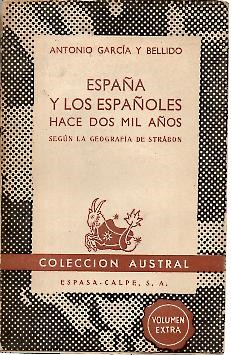 ANTONIO GARCÍA Y BELLIDO
ESPAÑA
Y LOS ESPAÑOLES
HACE DOS MIL AÑOS
SEGÚN LA GEOGRAFÍA DE STRÁBON
COLECCION AUSTRAL
ESPASA-CALPE, S. A.
VOLUMEN
EXTRA